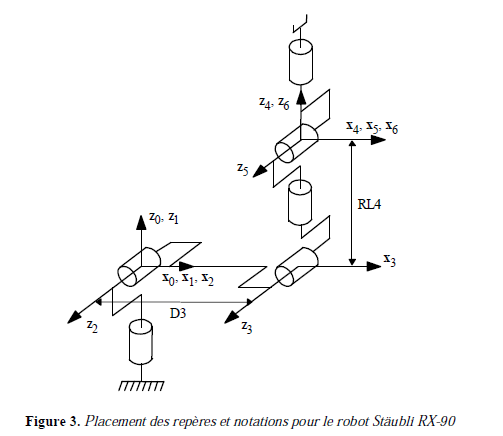 z4, z6
x4, x5, x6
z5
RL4
z0, z1
x3
x0, x1, x2
D3
z2
z3
Figure 3. Placement des repères et notations pour le robot Stäubli RX-90